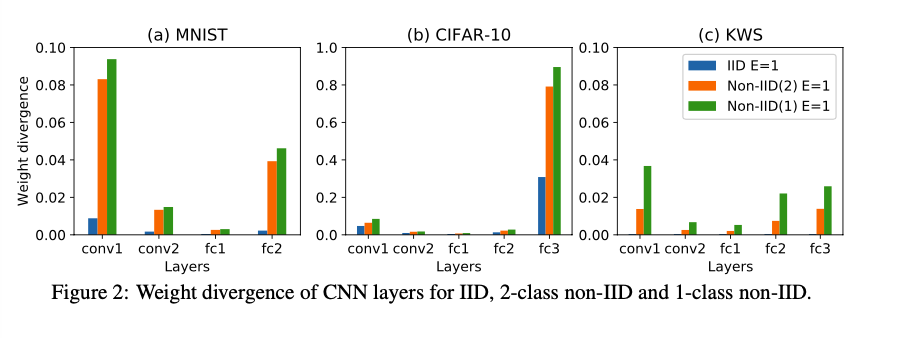 (a) MNIST
Weight divergence
0.10
0.08
0.06
0.04
0.02
0.00
conv1 conv2 fc1 fc2
Layers
(b) CIFAR-10
1.0
0.8
0.6
0.4
0.2
0.0
conv1 conv2 fc1 fc2 fc3
Layers
(c) KWS
0.10
0.08
0.06
0.04
0.02
0.00
IID E=1
Non-IID(2) E=1
Non-IID(1) E=1
conv1 conv2 fc1 fc2 fc3
Layers
Figure 2: Weight divergence of CNN layers for IID, 2-class non-IID and 1-class non-IID.